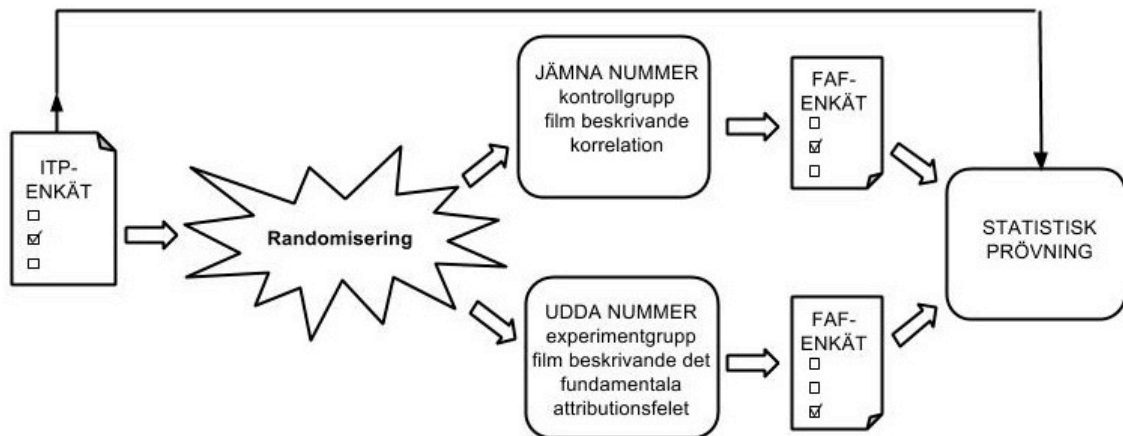 ITP-
ENKÄT
Randomisering
JÄMNA NUMMER
kontrollgrupp
film beskrivande
korrelation
FAF-
ENKÄT
UDDA NUMMER
experimentgrupp
film beskrivande det
fundamentala
attributionsfelet
FAF-
ENKÄT
STATISTISK
PRÖVNING